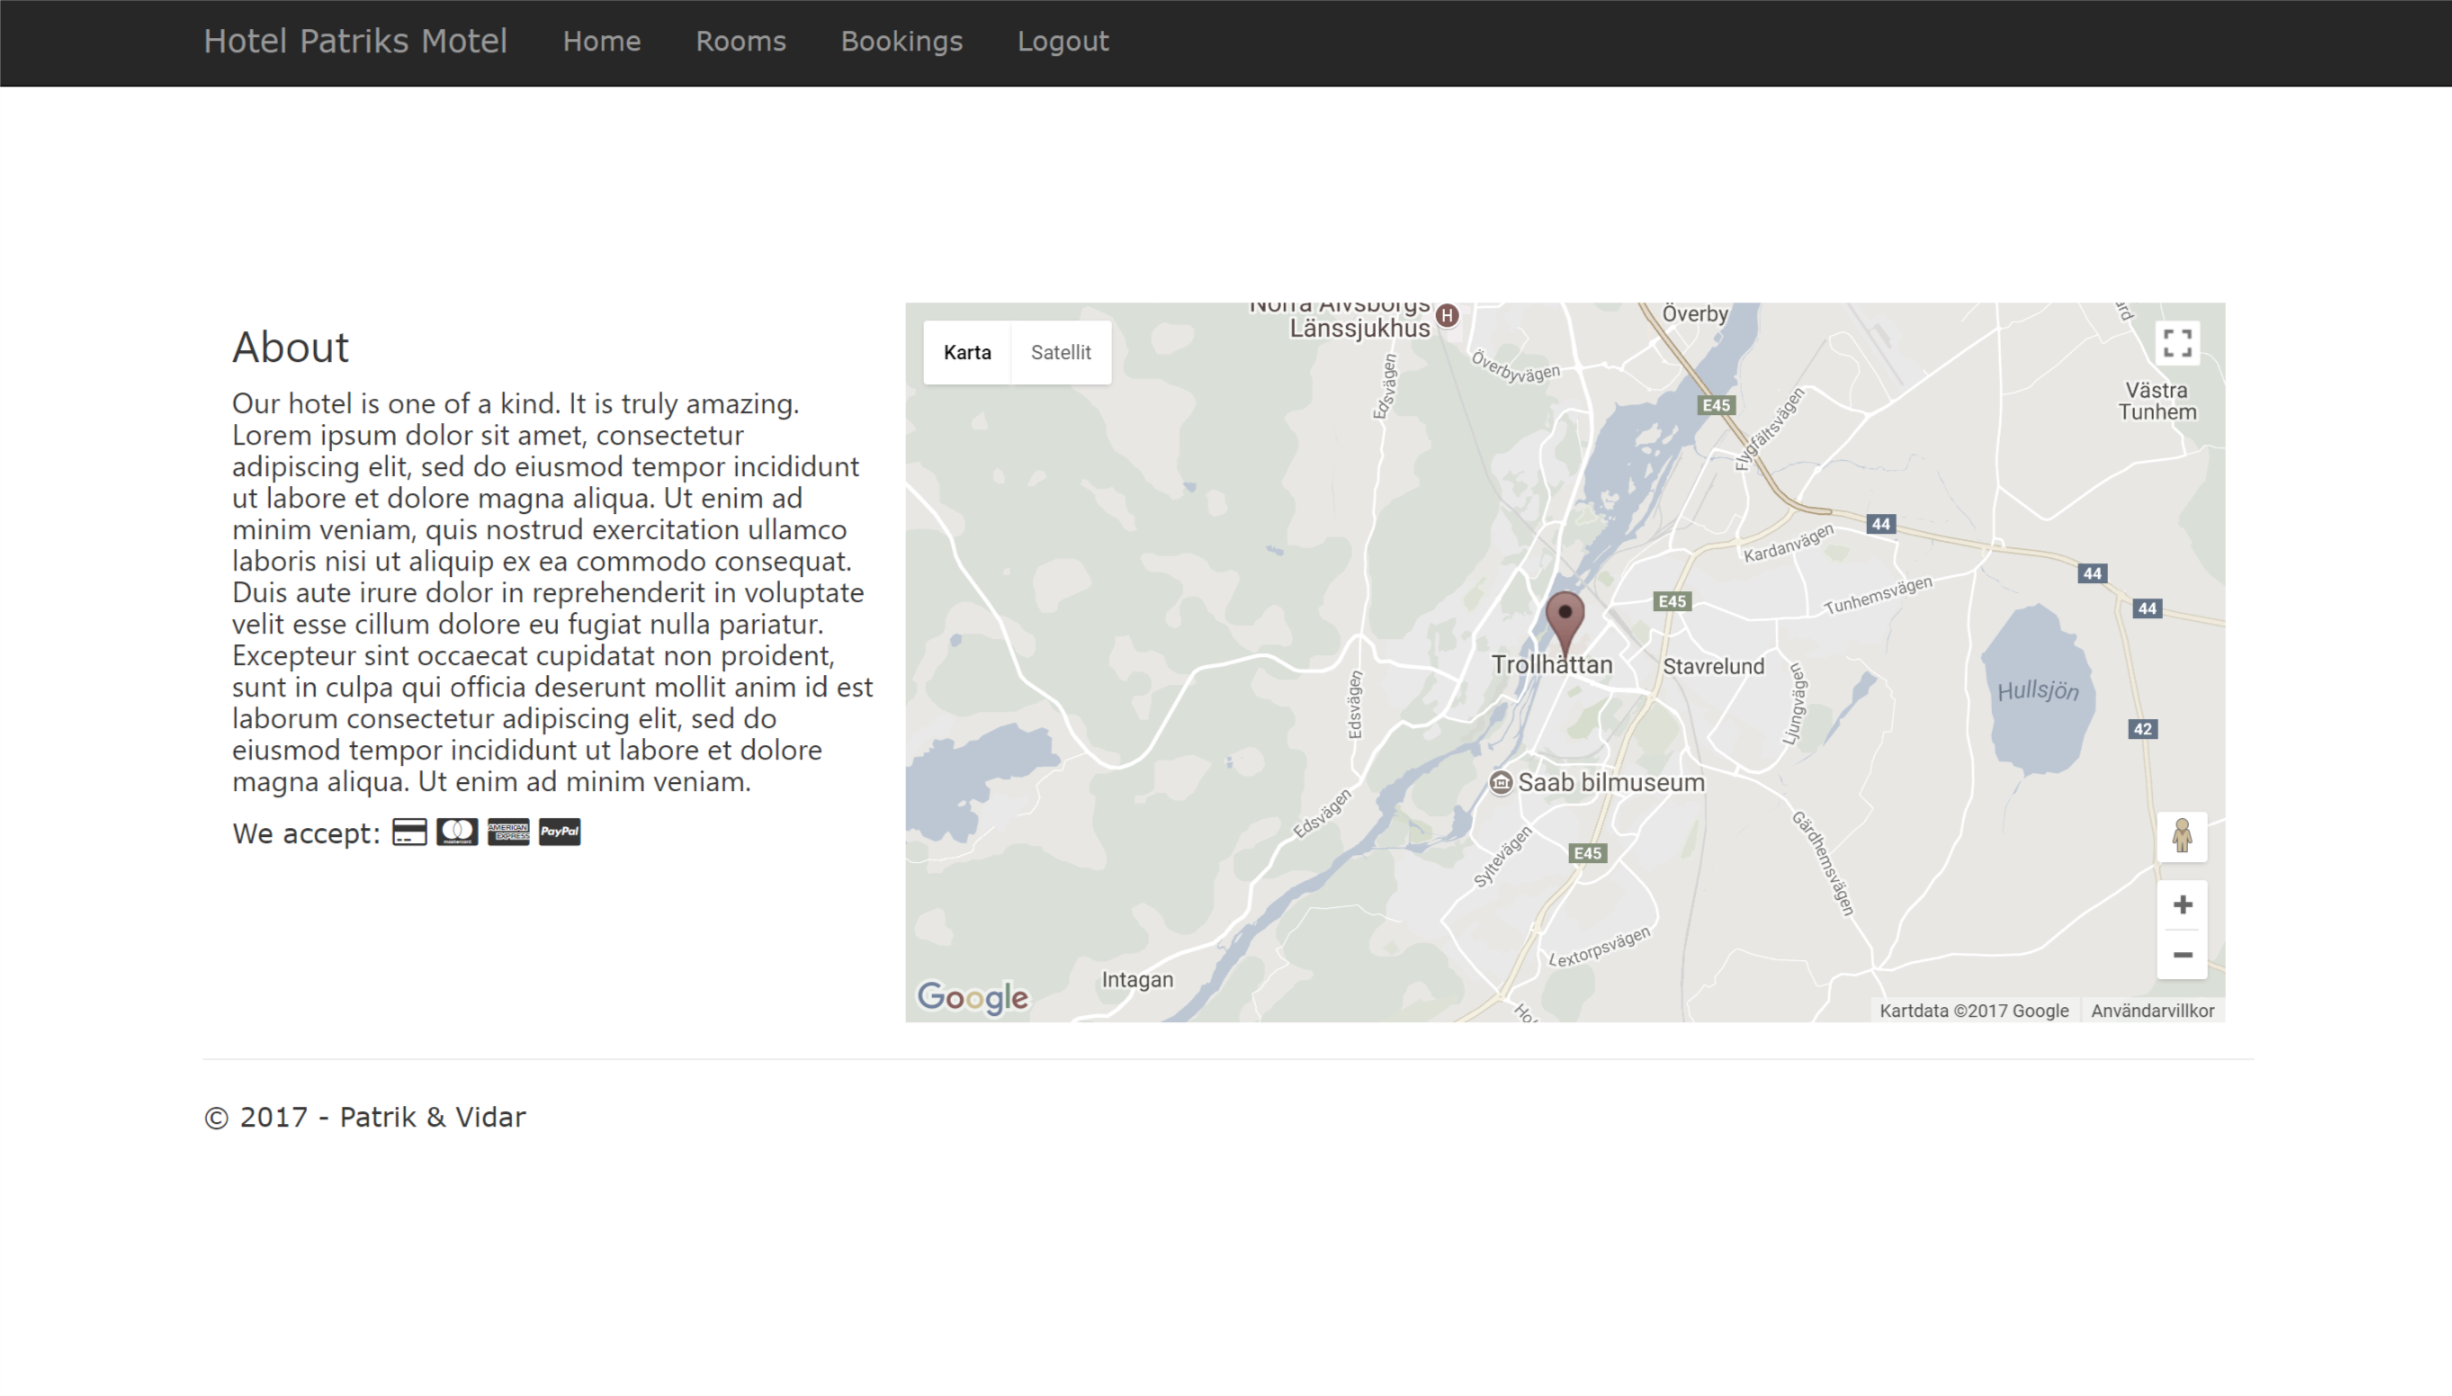 Hotel Patriks Motel Home Rooms Bookings Logout
About
Our hotel is one of a kind. It is truly amazing.
Lorem ipsum dolor sit amet, consectetur
adipiscing elit, sed do eiusmod tempor incididunt
ut labore et dolore magna aliqua. Ut enim ad
minim veniam, quis nostrud exercitation ullamco
laboris nisi ut aliquip ex ea commodo consequat.
Duis aute irure dolor in reprehenderit in voluptate
velit esse cillum dolore eu fugiat nulla pariatur.
Excepteur sint occaecat cupidatat non proident,
sunt in culpa qui officia deserunt mollit anim id est
laborum consectetur adipiscing elit, sed do
eiusmod tempor incididunt ut labore et dolore
magna aliqua. Ut enim ad minim veniam.
We accept:
mastercard
AMERICAN
EXPRESS
PayPal
Karta Satellit
Norra Älvsborgs
Länssjukhus
H
Överby
Överbyvägen
Edsvägen
E45
Flygfältsvägen
Västra
Tunhem
44
Kardanvägen
44
Tunhemsvägen
44
E45
Trollhättan
Stavrelund
Edsvägen
Ljungvägen
Hullsjön
42
Saab bilmuseum
Edsvägen
Syltevägen
E45
Gärdhemsvägen
Lextorpsvägen
Intagan
Google
Kartdata ©2017 Google Användarvillkor
© 2017 - Patrik & Vidar